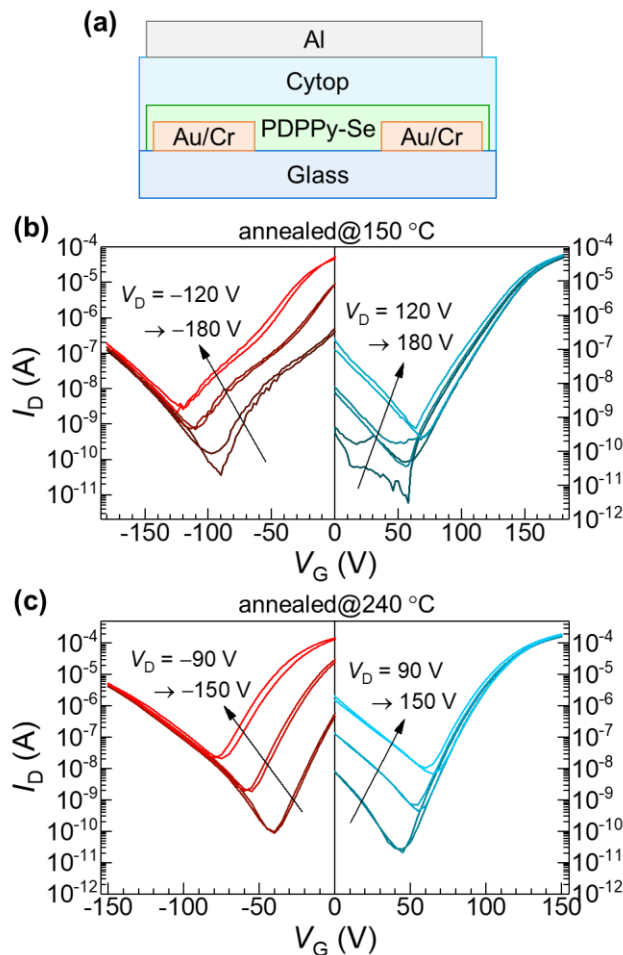 (a)
Al
Cytop
PDPPy-Se
Au/Cr Au/Cr
Glass
(b)
annealed@150 °C
10⁻⁴ 10⁻⁴
10⁻⁵ 10⁻⁵
10⁻⁶ 10⁻⁶
10⁻⁷ 10⁻⁷
10⁻⁸ 10⁻⁸
10⁻⁹ 10⁻⁹
10⁻¹⁰ 10⁻¹⁰
10⁻¹¹ 10⁻¹¹
10⁻¹²
V_D = −120 V
→ −180 V
V_D = 120 V
→ 180 V
I_D (A)
-150 -100 -50 0 50 100 150
V_G (V)
(c)
annealed@240 °C
10⁻⁴ 10⁻⁴
10⁻⁵ 10⁻⁵
10⁻⁶ 10⁻⁶
10⁻⁷ 10⁻⁷
10⁻⁸ 10⁻⁸
10⁻⁹ 10⁻⁹
10⁻¹⁰ 10⁻¹⁰
10⁻¹¹ 10⁻¹¹
10⁻¹² 10⁻¹²
V_D = −90 V
→ −150 V
V_D = 90 V
→ 150 V
I_D (A)
-150 -100 -50 0 50 100 150
V_G (V)